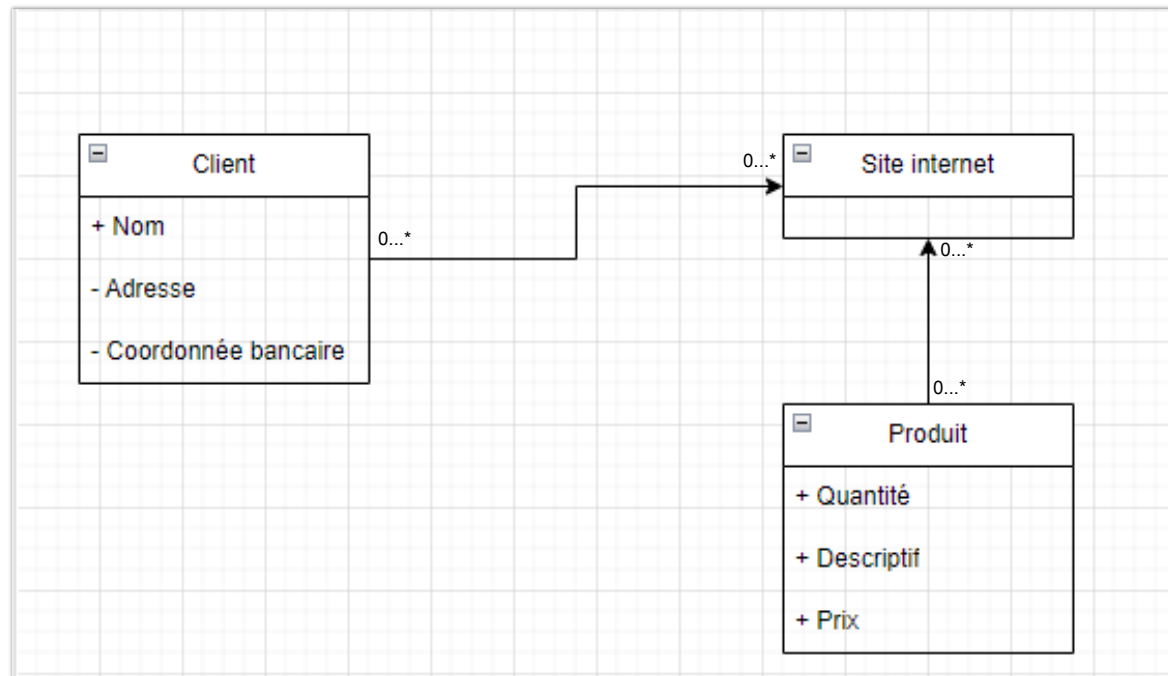 Client
+ Nom
- Adresse
- Coordonnée bancaire
0...*
0...*
Site internet
0...*
0...*
Produit
+ Quantité
+ Descriptif
+ Prix